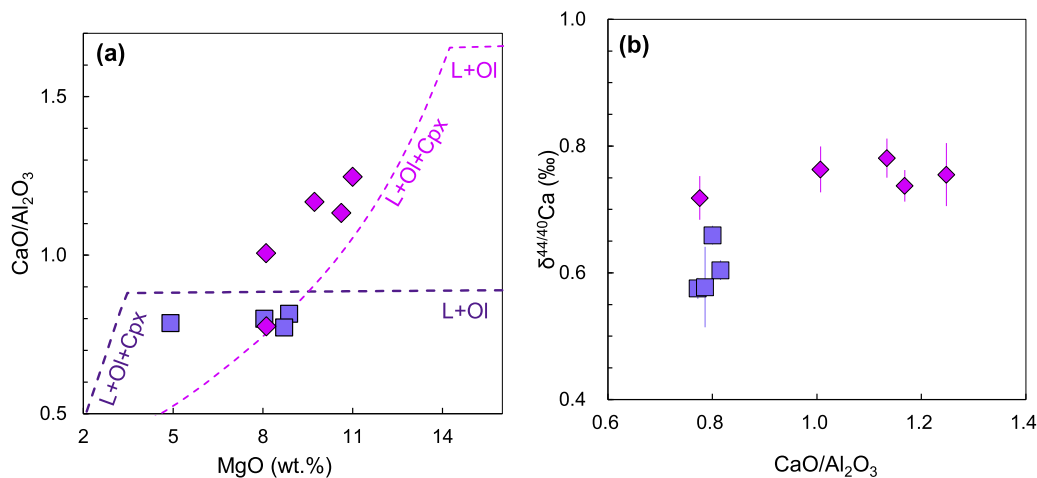 (a)
L+Ol
L+Ol+Cpx
L+Ol
L+Ol+Cpx
1.5
1.0
0.5
CaO/Al₂O₃
2 5 8 11 14
MgO (wt.%)
(b)
1.0
0.8
0.6
0.4
δ⁴⁴/⁴⁰Ca (‰)
0.6 0.8 1.0 1.2 1.4
CaO/Al₂O₃